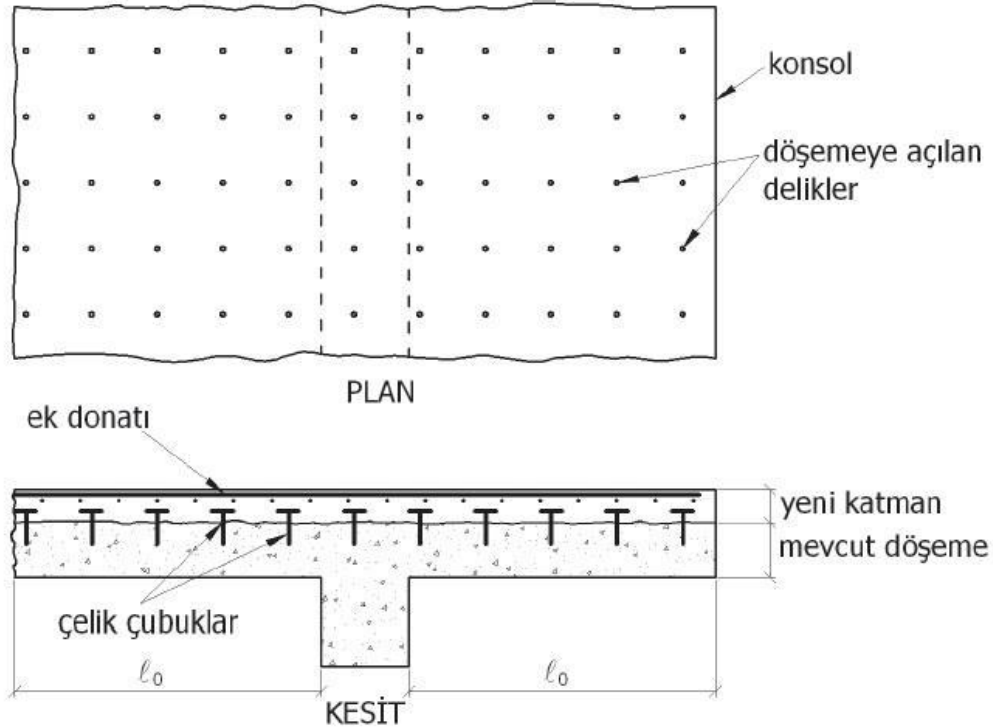 konsol
döşemeye açılan
delikler
PLAN
ek donatı
yeni katman
mevcut döşeme
çelik çubuklar
ℓ0
ℓ0
KESİT